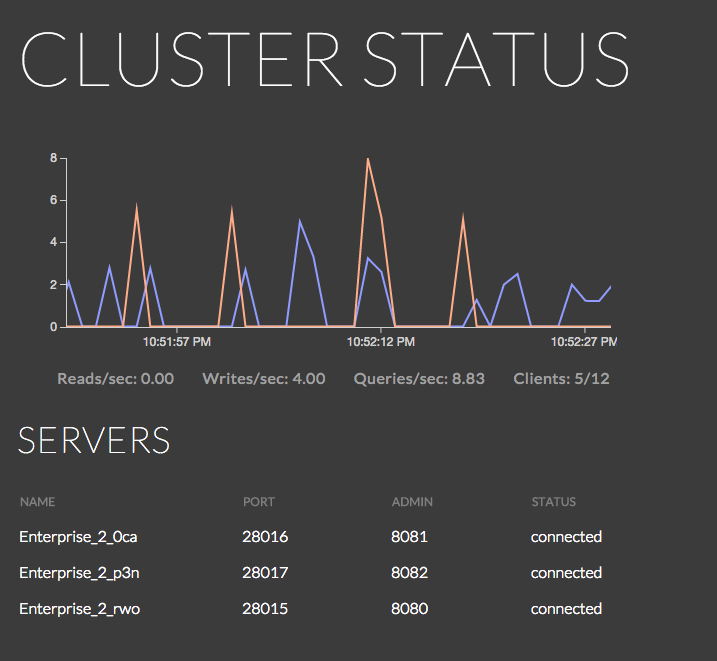 CLUSTER STATUS
8
6
4
2
0
10:51:57 PM 10:52:12 PM 10:52:27 PM
Reads/sec: 0.00 Writes/sec: 4.00 Queries/sec: 8.83 Clients: 5/12
SERVERS
NAME PORT ADMIN STATUS
Enterprise_2_0ca 28016 8081 connected
Enterprise_2_p3n 28017 8082 connected
Enterprise_2_rwo 28015 8080 connected